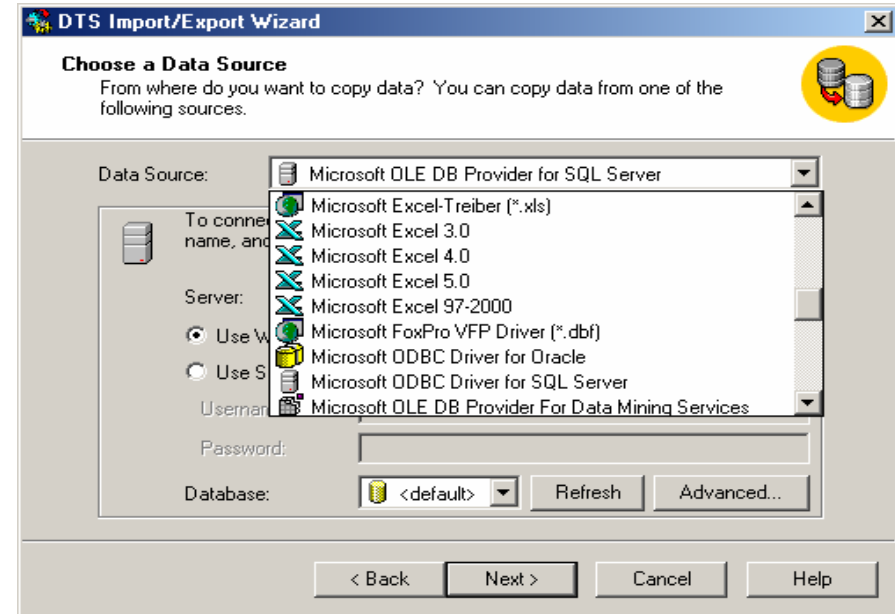 DTS Import/Export Wizard
Choose a Data Source
From where do you want to copy data? You can copy data from one of the
following sources.
Data Source:
Microsoft OLE DB Provider for SQL Server
Microsoft Excel-Treiber (*.xls)
Microsoft Excel 3.0
Microsoft Excel 4.0
Microsoft Excel 5.0
Microsoft Excel 97-2000
Microsoft FoxPro VFP Driver (*.dbf)
Microsoft ODBC Driver for Oracle
Microsoft ODBC Driver for SQL Server
Microsoft OLE DB Provider For Data Mining Services
To conne
name, and
Server:
Use W
Use S
Usernam
Password:
Database:
<default>
Refresh
Advanced...
< Back
Next >
Cancel
Help